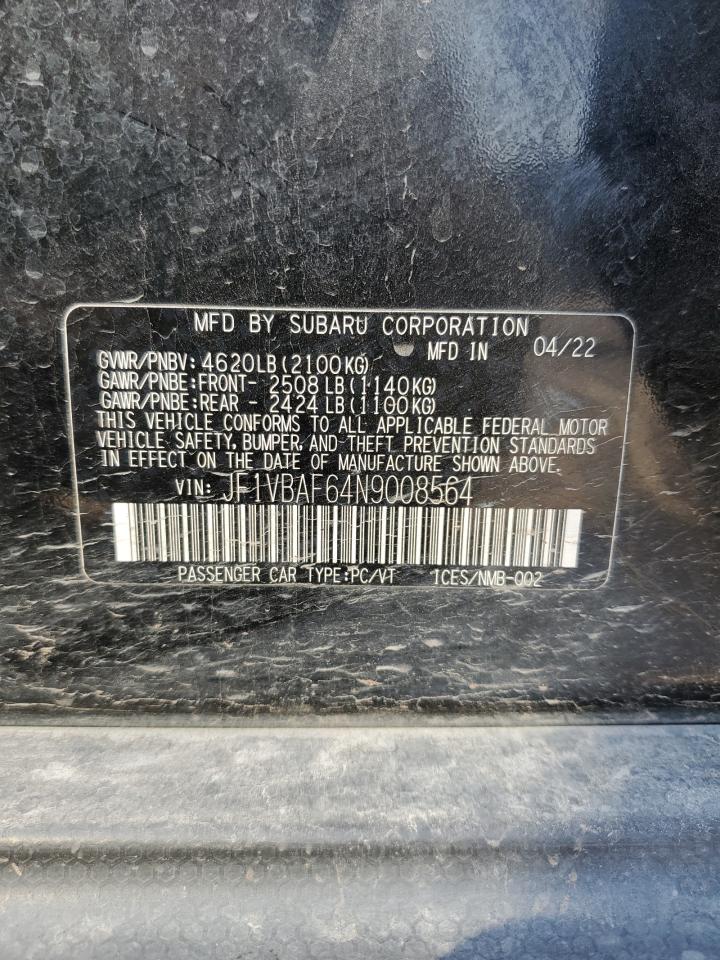 MFD BY SUBARU CORPORATION
MFD IN 04/22
GVWR/PNBV: 4620LB(2100KG)
GAWR/PNBE:FRONT- 2508 LB(1140KG)
GAWR/PNBE:REAR - 2424 LB(1100KG)
THIS VEHICLE CONFORMS TO ALL APPLICABLE FEDERAL MOTOR
VEHICLE SAFETY, BUMPER, AND THEFT PREVENTION STANDARDS
IN EFFECT ON THE DATE OF MANUFACTURE SHOWN ABOVE.
VIN: JF1VBAF64N9008564
PASSENGER CAR TYPE:PC/VT ICES/NMB-002